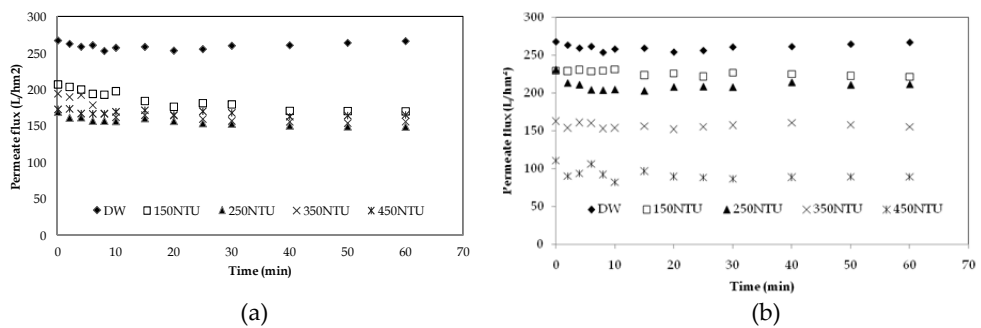 300
250
200
150
100
50
0
Permeate flux (L/hm2)
DW 150NTU 250NTU 350NTU 450NTU
0 10 20 30 40 50 60 70
Time (min)
(a)
300
250
200
150
100
50
0
Permeate flux (L/hm²)
DW 150NTU 250NTU 350NTU 450NTU
0 10 20 30 40 50 60 70
Time (min)
(b)